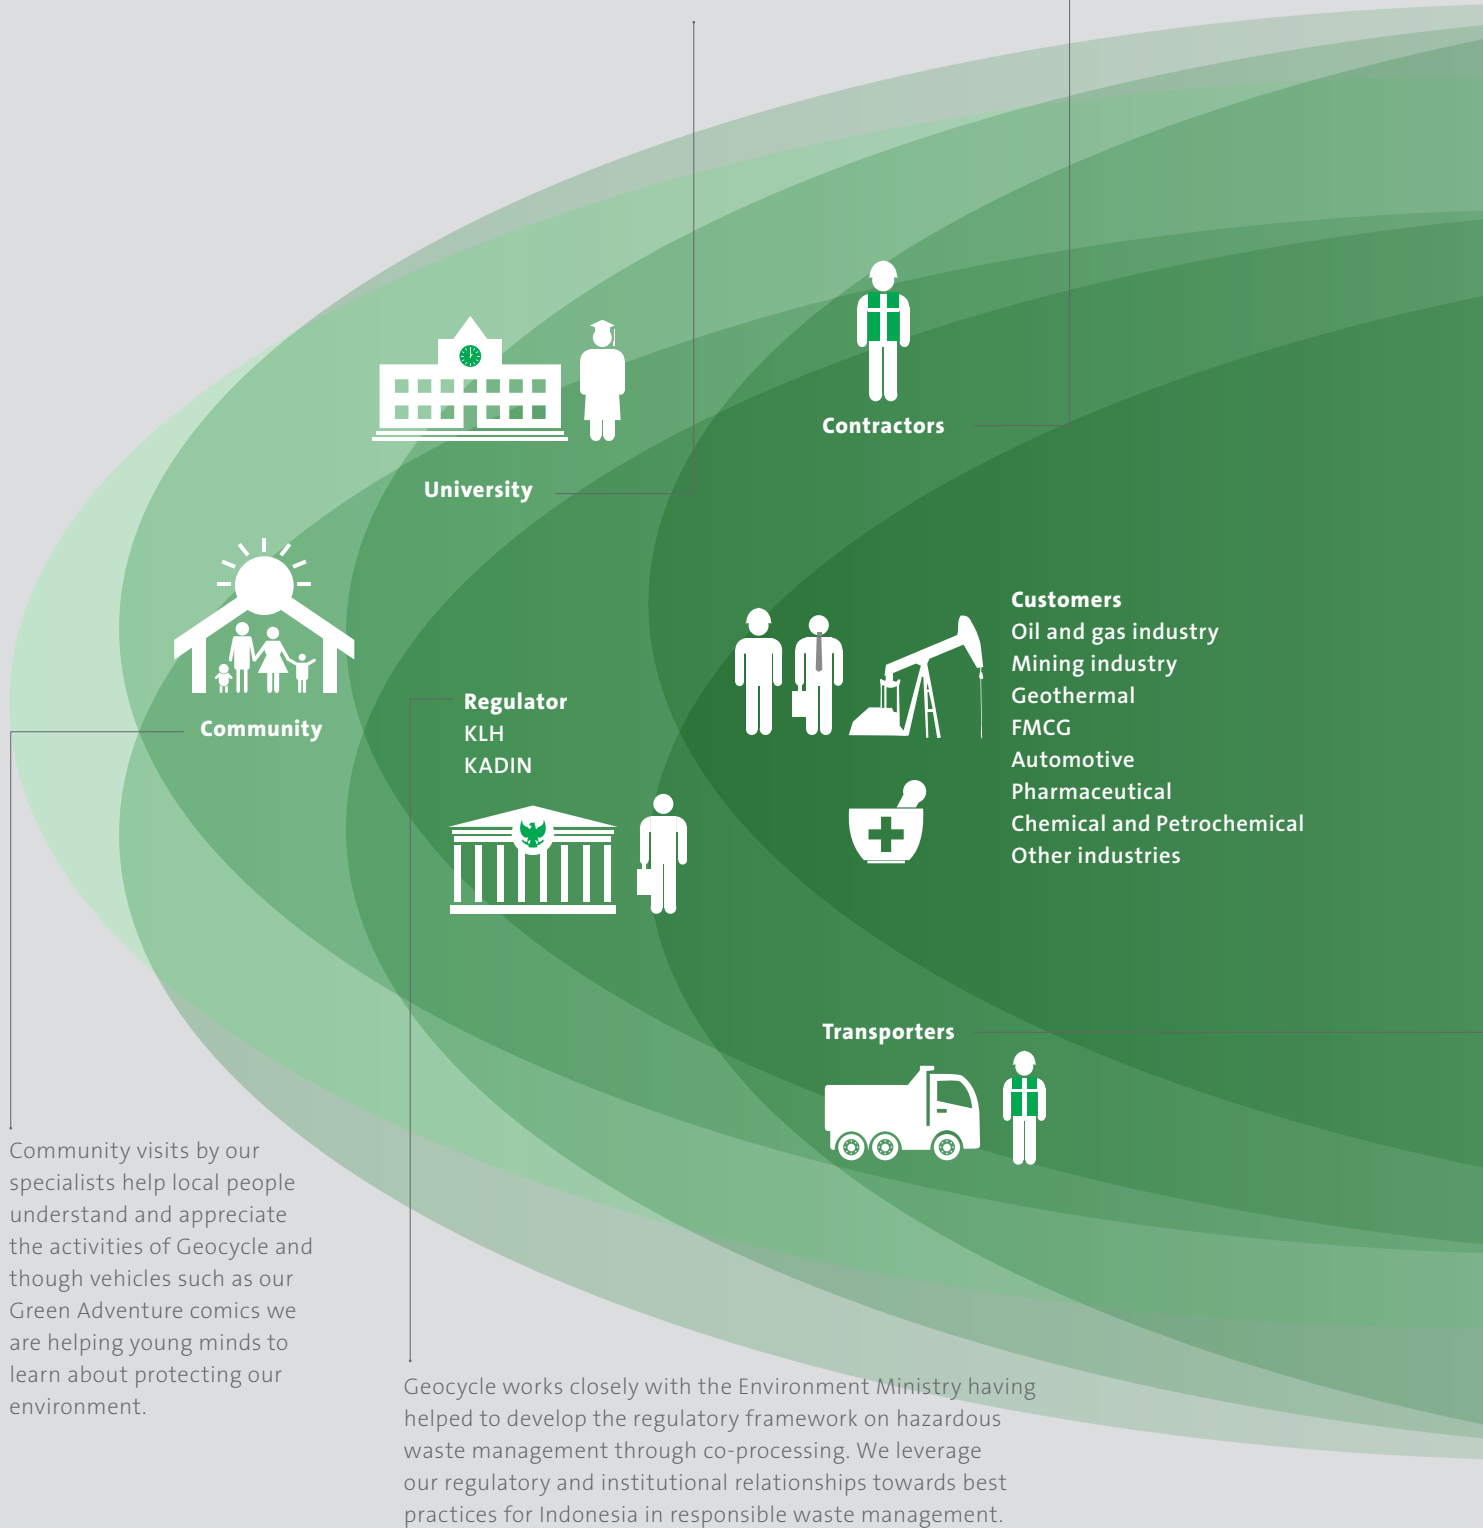 Contractors
University
Customers
Oil and gas industry
Mining industry
Geothermal
FMCG
Automotive
Pharmaceutical
Chemical and Petrochemical
Other industries
Regulator
KLH
KADIN
Community
Transporters
Community visits by our
specialists help local people
understand and appreciate
the activities of Geocycle and
though vehicles such as our
Green Adventure comics we
are helping young minds to
learn about protecting our
environment.
Geocycle works closely with the Environment Ministry having
helped to develop the regulatory framework on hazardous
waste management through co-processing. We leverage
our regulatory and institutional relationships towards best
practices for Indonesia in responsible waste management.